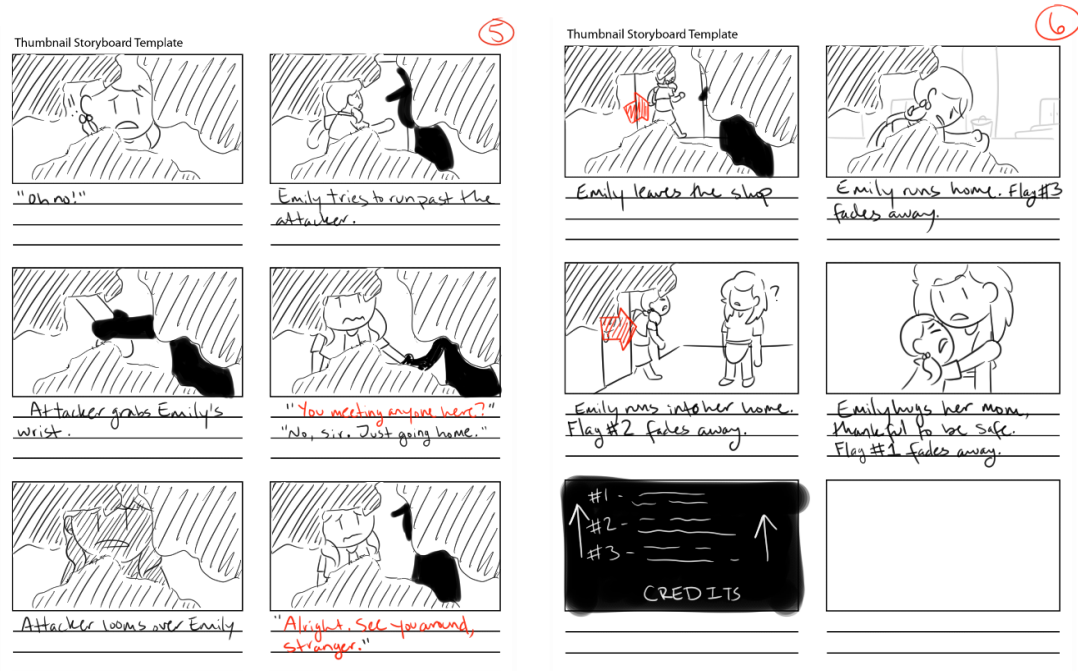 5
Thumbnail Storyboard Template
"Oh no!"
Emily tries to run past the
attacker.
Attacker grabs Emily's
wrist.
"You meeting anyone here?"
"No, sir. Just going home."
Attacker looms over Emily
"Alright. See you around,
stranger."
6
Thumbnail Storyboard Template
Emily leaves the shop
Emily runs home. Flag #3
fades away.
?
Emily runs into her home.
Flag #2 fades away.
Emily hugs her mom,
thankful to be safe.
Flag #1 fades away.
#1 -
#2 -
#3 -
CREDITS